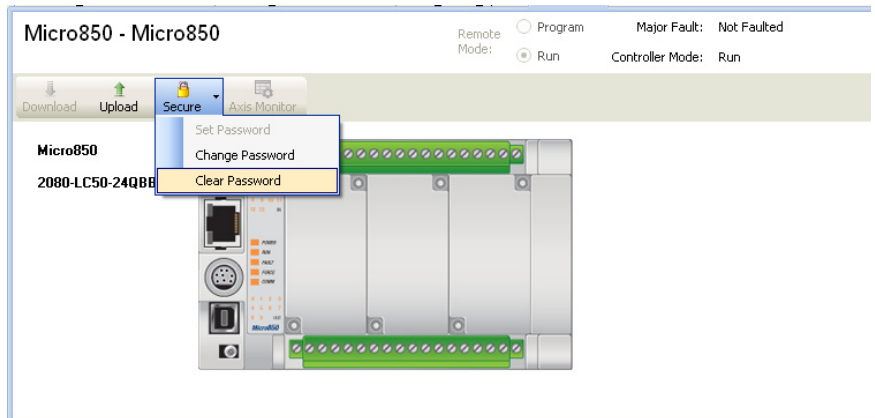 Micro850 - Micro850
Remote Mode:
Program
Run
Major Fault: Not Faulted
Controller Mode: Run
Download Upload Secure Axis Monitor
Set Password
Change Password
Clear Password
Micro850
2080-LC50-24QB
POWER
RUN
FAULT
FORCE
COMM
Micro850